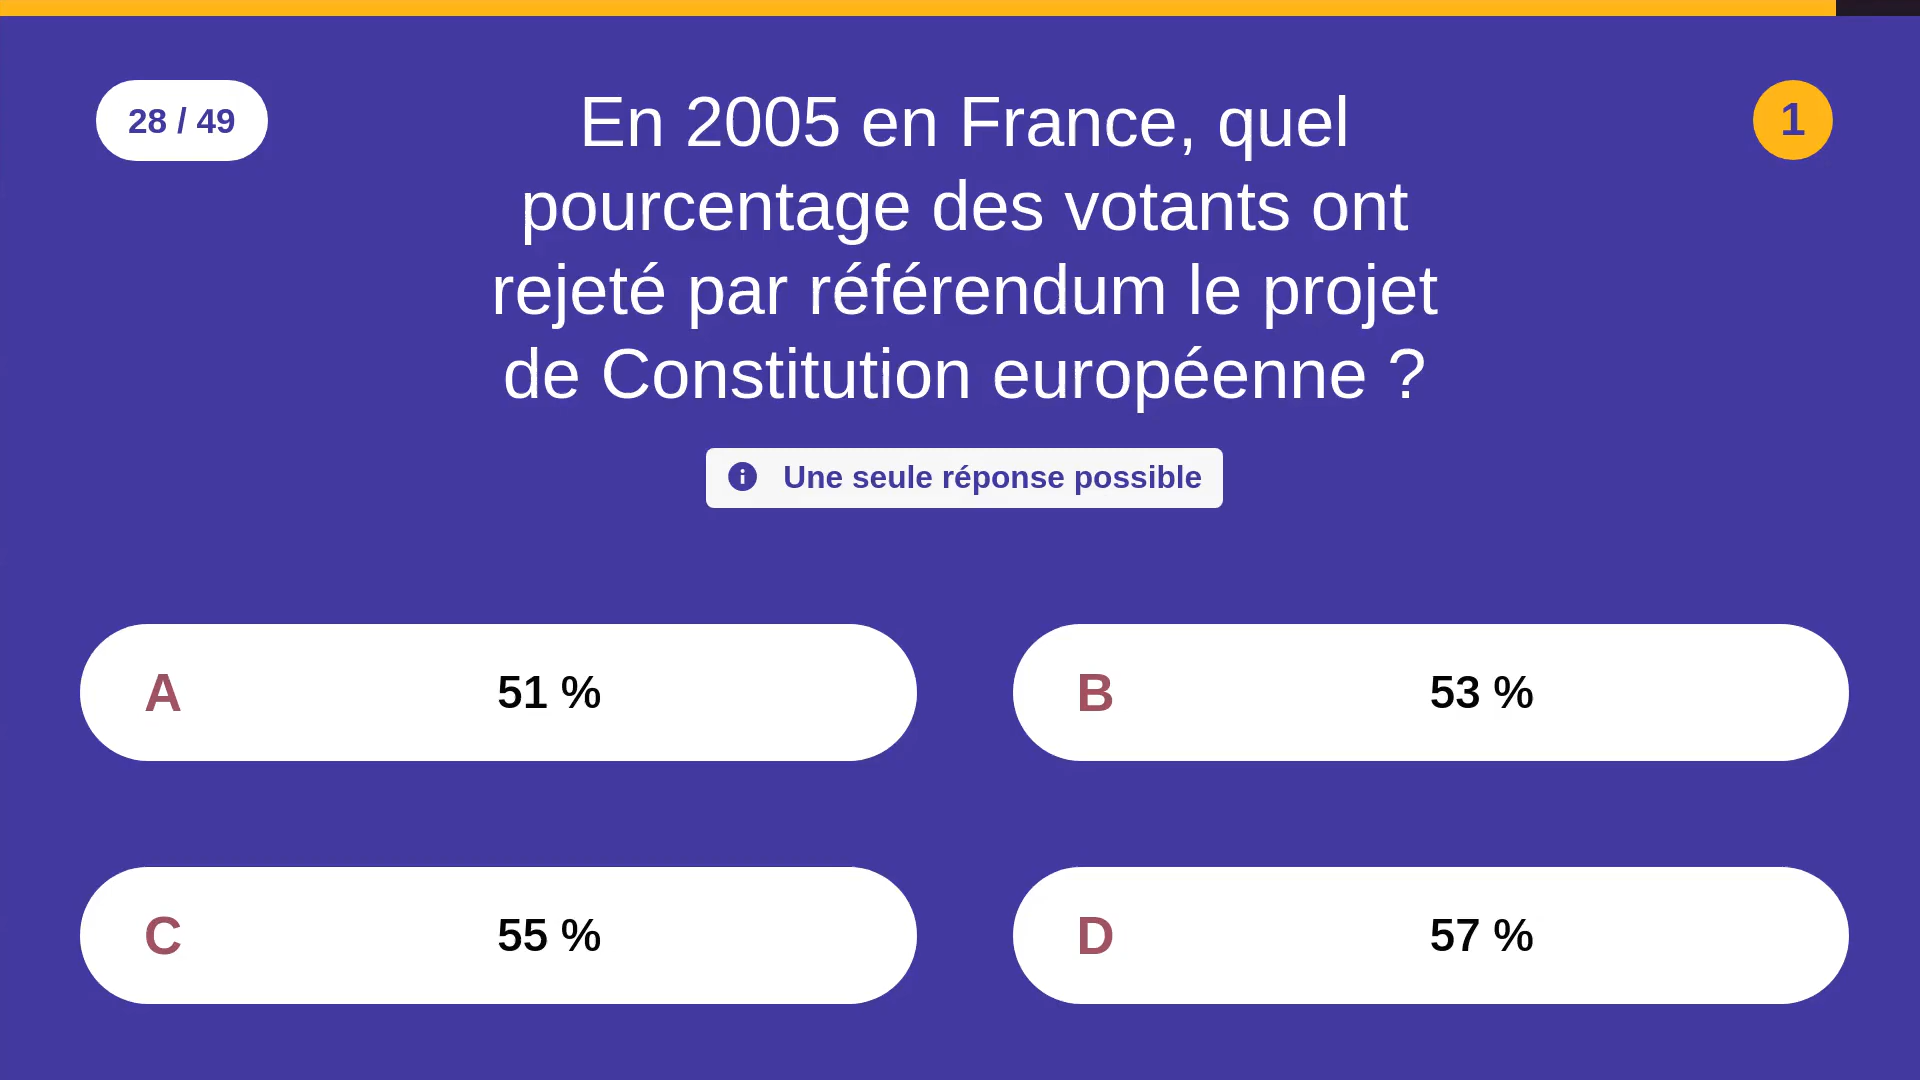 28 / 49
En 2005 en France, quel
pourcentage des votants ont
rejeté par référendum le projet
de Constitution européenne ?
1
Une seule réponse possible
A 51 %
B 53 %
C 55 %
D 57 %